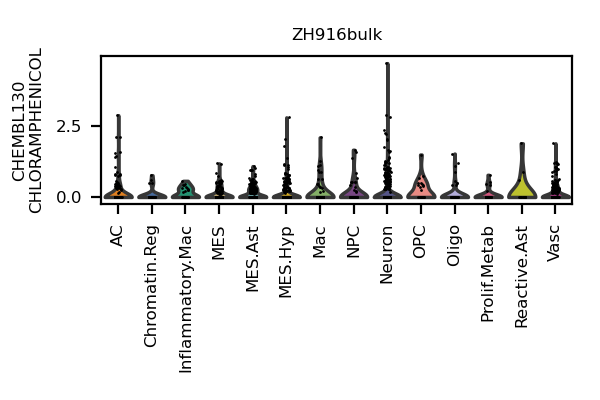 ZH916bulk
CHEMBL130
CHLORAMPHENICOL
2.5
0.0
AC
Chromatin.Reg
Inflammatory.Mac
MES
MES.Ast
MES.Hyp
Mac
NPC
Neuron
OPC
Oligo
Prolif.Metab
Reactive.Ast
Vasc